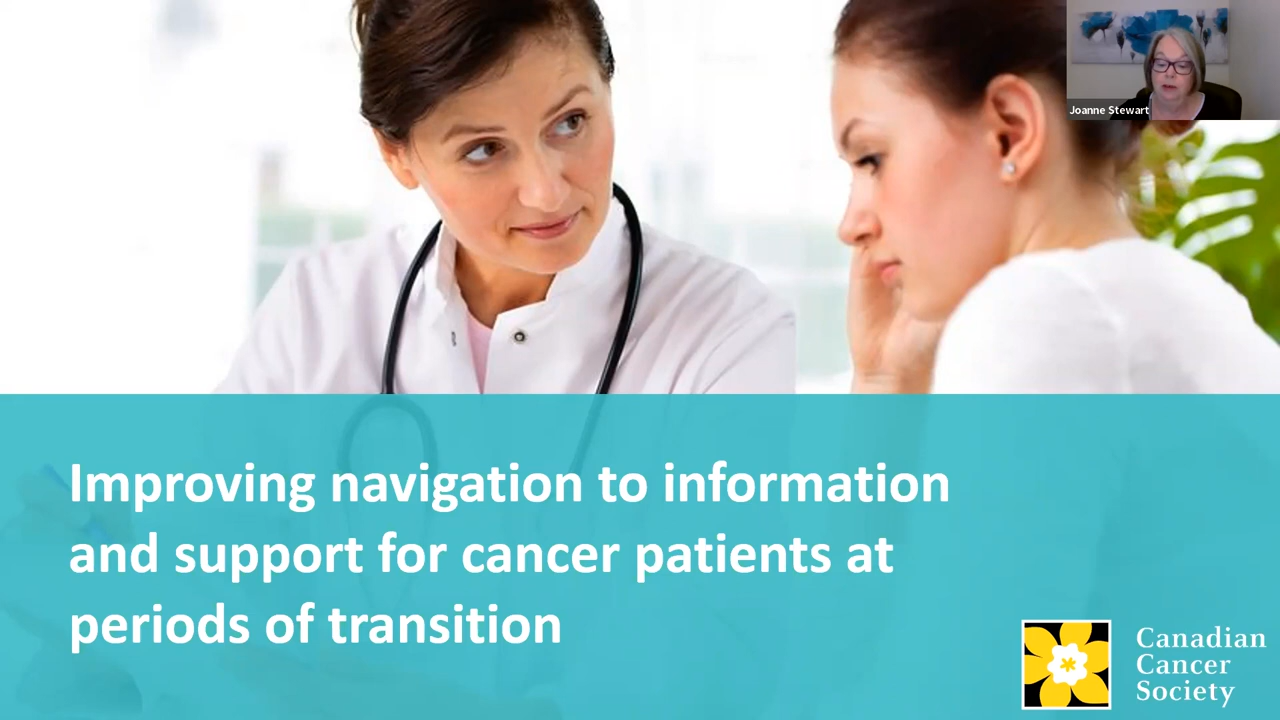 Joanne Stewart
Improving navigation to information
and support for cancer patients at
periods of transition
Canadian
Cancer
Society